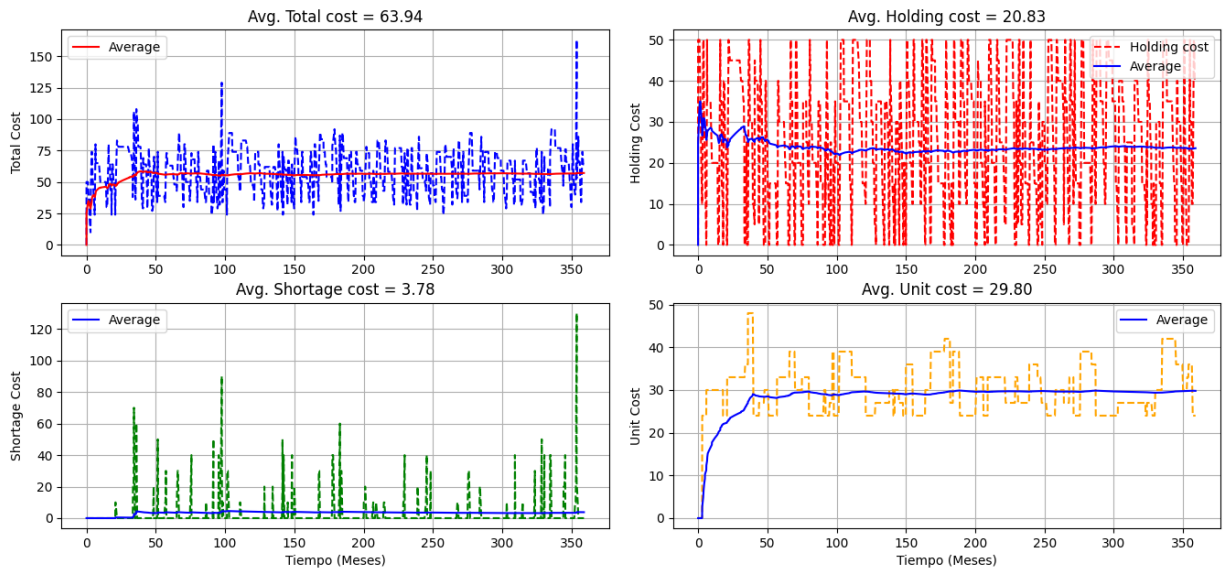 Avg. Total cost = 63.94
Total Cost
150
125
100
75
50
25
0
Average
0 50 100 150 200 250 300 350
Avg. Holding cost = 20.83
Holding Cost
50
40
30
20
10
0
Holding cost
Average
0 50 100 150 200 250 300 350
Avg. Shortage cost = 3.78
Shortage Cost
120
100
80
60
40
20
0
Average
0 50 100 150 200 250 300 350
Tiempo (Meses)
Avg. Unit cost = 29.80
Unit Cost
50
40
30
20
10
0
Average
0 50 100 150 200 250 300 350
Tiempo (Meses)